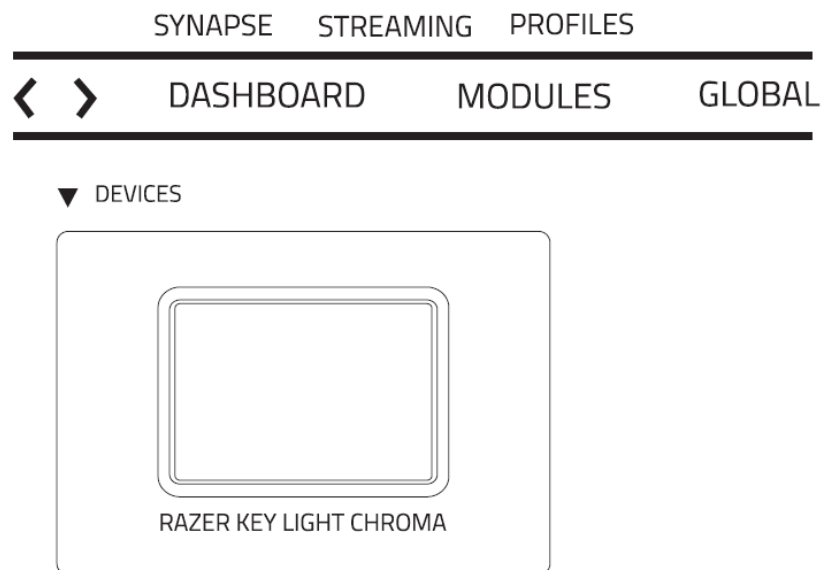 SYNAPSE STREAMING PROFILES
DASHBOARD MODULES GLOBAL
DEVICES
RAZER KEY LIGHT CHROMA